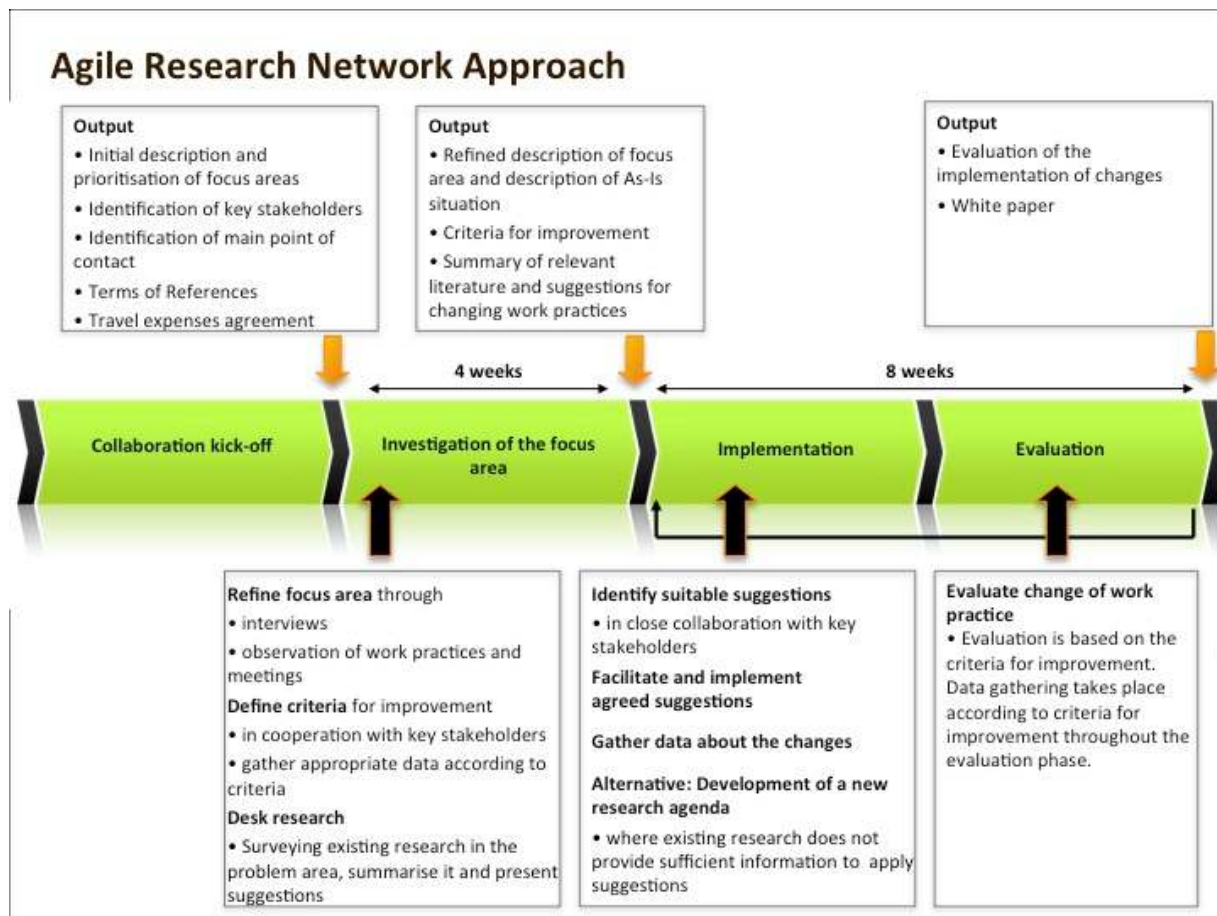 Agile Research Network Approach
Output
• Initial description and
prioritisation of focus areas
• Identification of key stakeholders
• Identification of main point of
contact
• Terms of References
• Travel expenses agreement
Output
• Refined description of focus
area and description of As-Is
situation
• Criteria for improvement
• Summary of relevant
literature and suggestions for
changing work practices
Output
• Evaluation of the
implementation of changes
• White paper
4 weeks
8 weeks
Collaboration kick-off
Investigation of the focus
area
Implementation
Evaluation
Refine focus area through
• interviews
• observation of work practices and
meetings
Define criteria for improvement
• in cooperation with key stakeholders
• gather appropriate data according to
criteria
Desk research
• Surveying existing research in the
problem area, summarise it and present
suggestions
Identify suitable suggestions
• in close collaboration with key
stakeholders
Facilitate and implement
agreed suggestions
Gather data about the changes
Alternative: Development of a new
research agenda
• where existing research does not
provide sufficient information to apply
suggestions
Evaluate change of work
practice
• Evaluation is based on the
criteria for improvement.
Data gathering takes place
according to criteria for
improvement throughout the
evaluation phase.